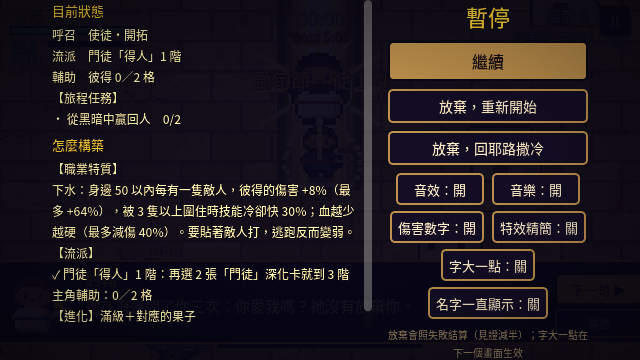 目前狀態
呼召　使徒・開拓
流派　門徒「得人」1 階
輔助　彼得 0／2 格
【旅程任務】
・ 從黑暗中贏回人　0/2
怎麼構築
【職業特質】
下水：身邊 50 以內每有一隻敵人，彼得的傷害 +8%（最
多 +64%），被 3 隻以上圍住時技能冷卻快 30%；血越少
越硬（最多減傷 40%）。要貼著敵人打，逃跑反而變弱。
【流派】
✓ 門徒「得人」1 階：再選 2 張「門徒」深化卡就到 3 階
主角輔助：0／2 格
【進化】滿級＋對應的果子
暫停
繼續
放棄，重新開始
放棄，回耶路撒冷
音效：開
音樂：開
傷害數字：開
特效精簡：關
字大一點：關
名字一直顯示：關
放棄會照失敗結算（見證減半）；字大一點在
下一個畫面生效